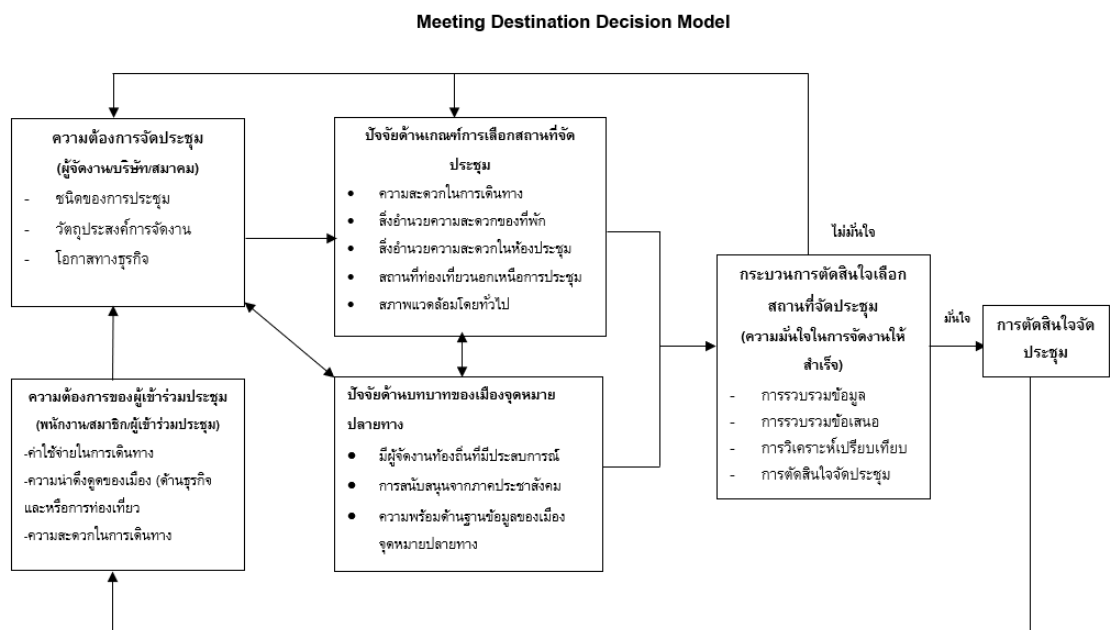 Meeting Destination Decision Model
ความต้องการจัดประชุม
(ผู้จัดงาน/บริษัท/สมาคม)
- ชนิดของการประชุม
- วัตถุประสงค์การจัดงาน
- โอกาสทางธุรกิจ
ปัจจัยด้านเกณฑ์การเลือกสถานที่จัด
ประชุม
• ความสะดวกในการเดินทาง
• สิ่งอำนวยความสะดวกของที่พัก
• สิ่งอำนวยความสะดวกในห้องประชุม
• สถานที่ท่องเที่ยวนอกเหนือการประชุม
• สภาพแวดล้อมโดยทั่วไป
ไม่มั่นใจ
กระบวนการตัดสินใจเลือก
สถานที่จัดประชุม
(ความมั่นใจในการจัดงานให้
สำเร็จ)
- การรวบรวมข้อมูล
- การรวบรวมข้อเสนอ
- การวิเคราะห์เปรียบเทียบ
- การตัดสินใจจัดประชุม
มั่นใจ
การตัดสินใจจัด
ประชุม
ความต้องการของผู้เข้าร่วมประชุม
(พนักงาน/สมาชิก/ผู้เข้าร่วมประชุม)
-ค่าใช้จ่ายในการเดินทาง
-ความน่าดึงดูดของเมือง (ด้านธุรกิจ
และหรือการท่องเที่ยว
-ความสะดวกในการเดินทาง
ปัจจัยด้านบทบาทของเมืองจุดหมาย
ปลายทาง
• มีผู้จัดงานท้องถิ่นที่มีประสบการณ์
• การสนับสนุนจากภาคประชาสังคม
• ความพร้อมด้านฐานข้อมูลของเมือง
จุดหมายปลายทาง